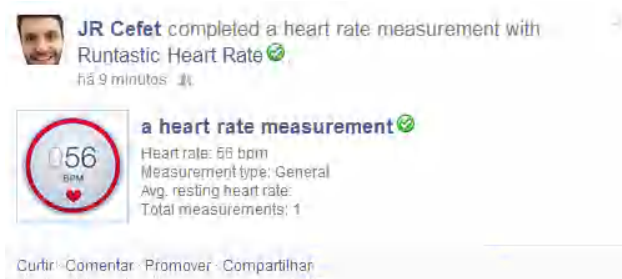 JR Cefet completed a heart rate measurement with
Runtastic Heart Rate
há 9 minutos
056
BPM
a heart rate measurement
Heart rate: 56 bpm
Measurement type: General
Avg. resting heart rate:
Total measurements: 1
Curtir · Comentar · Promover · Compartilhar